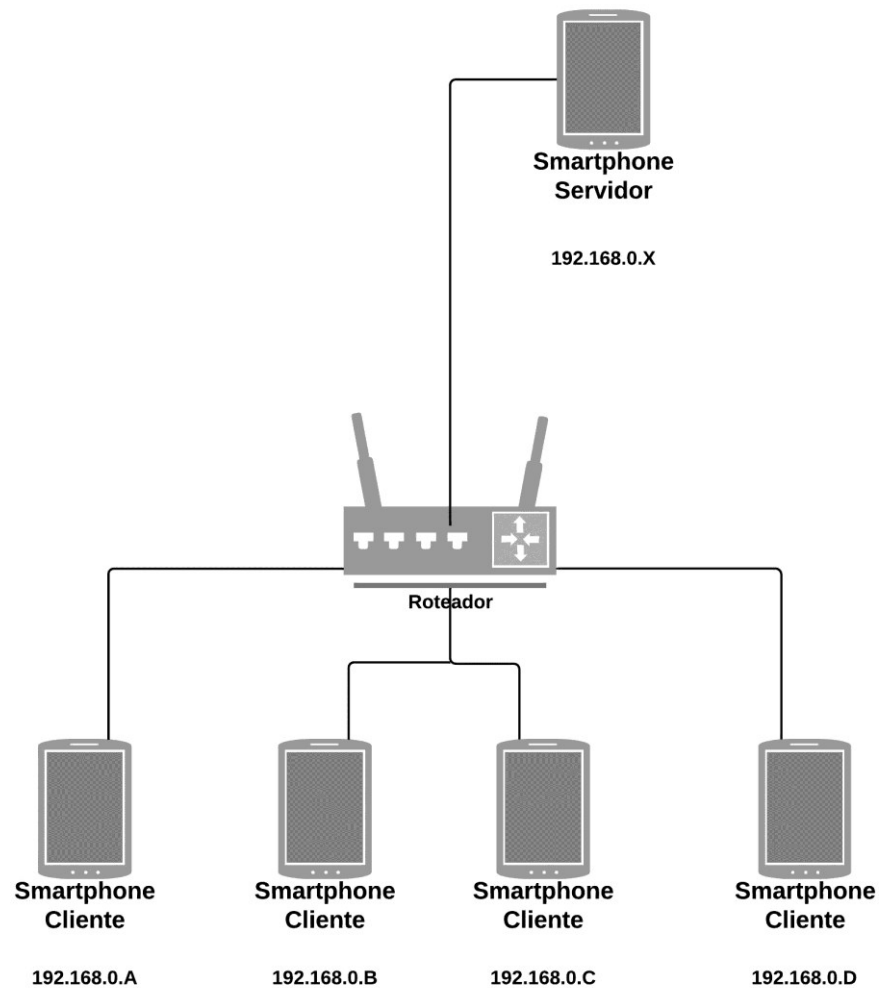 Smartphone
Servidor
192.168.0.X
Roteador
Smartphone
Cliente
192.168.0.A
Smartphone
Cliente
192.168.0.B
Smartphone
Cliente
192.168.0.C
Smartphone
Cliente
192.168.0.D